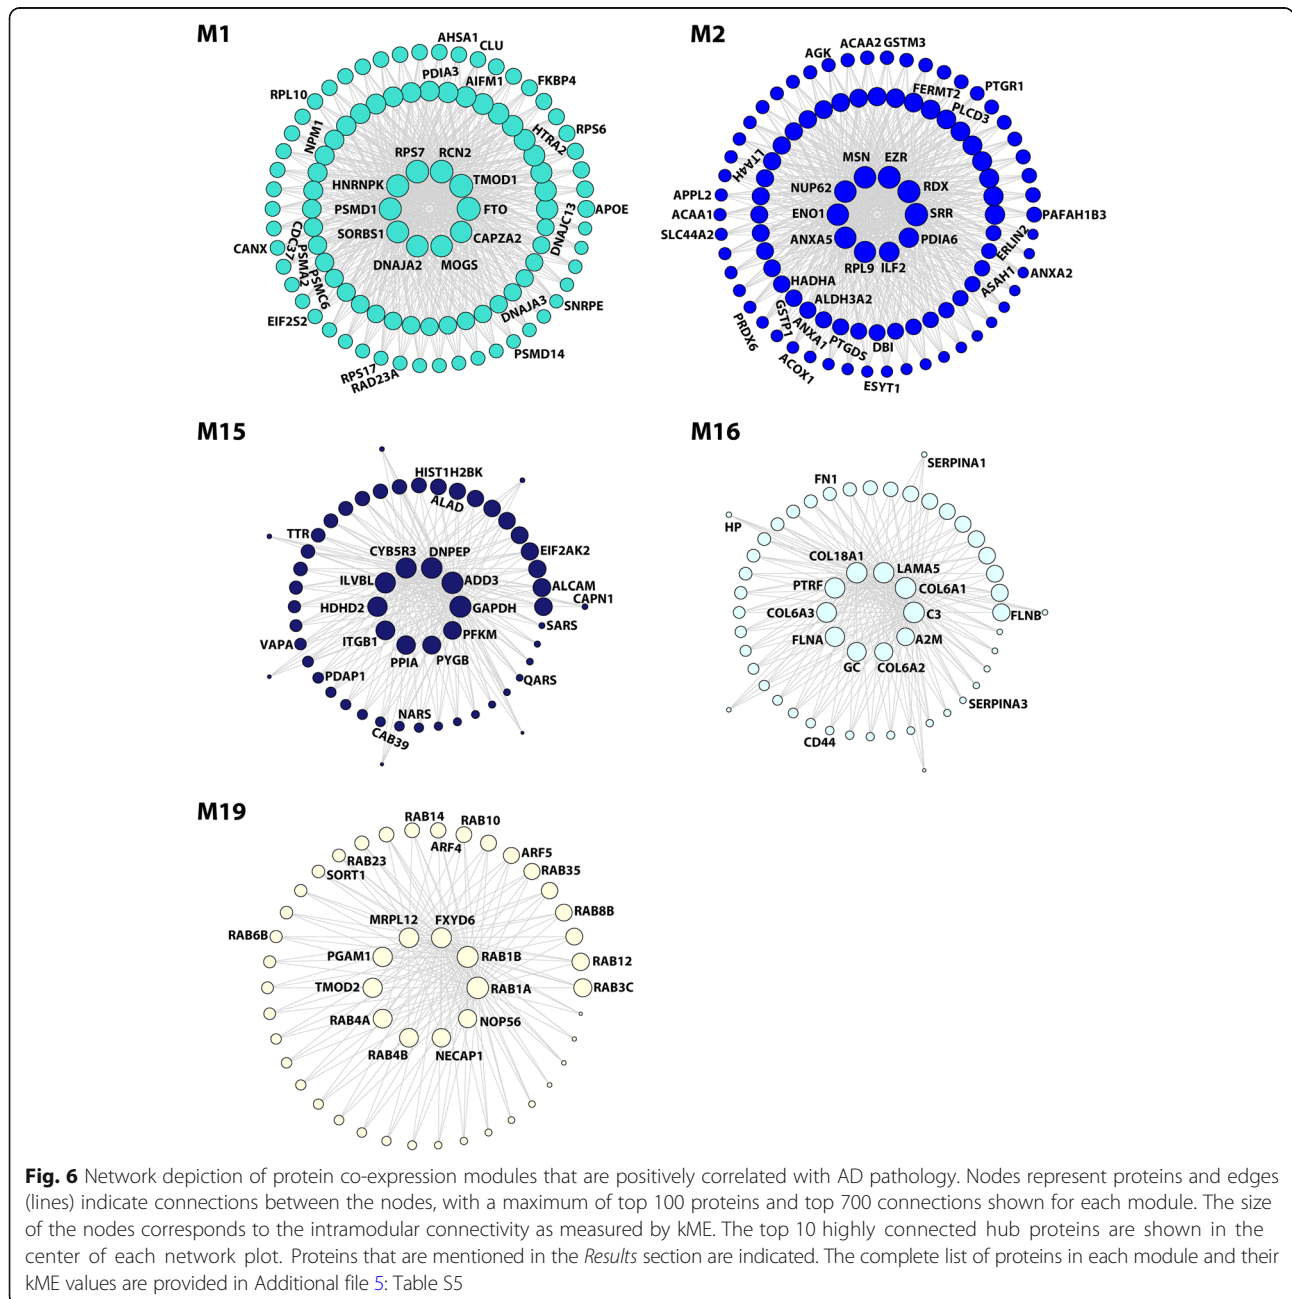 M1
AHSA1
CLU
PDIA3
AIFM1
FKBP4
RPL10
NPM1
HTRA2
RPS6
RPS7
RCN2
HNRNPK
TMOD1
PSMD1
FTO
APOE
SORBS1
CAPZA2
DNAJC13
CANX
CDC37
PSMA2
PSMC6
DNAJA2
MOGS
EIF2S2
DNAJA3
SNRPE
PSMD14
RPS17
RAD23A
M2
ACAA2
GSTM3
AGK
PTGR1
FERMT2
PLCD3
LTA4H
MSN
EZR
APPL2
NUP62
RDX
ACAA1
ENO1
SRR
PAFAH1B3
SLC44A2
ANXA5
PDIA6
ERLIN2
RPL9
ILF2
ASAH1
ANXA2
HADHA
ALDH3A2
GSTP1
ANXA1
PTGDS
DBI
PRDX6
ACOX1
ESYT1
M15
HIST1H2BK
ALAD
TTR
EIF2AK2
CYB5R3
DNPEP
ILVBL
ADD3
ALCAM
CAPN1
HDHD2
GAPDH
SARS
ITGB1
PFKM
VAPA
PPIA
PYGB
PDAP1
QARS
NARS
CAB39
M16
SERPINA1
FN1
HP
COL18A1
LAMA5
PTRF
COL6A1
COL6A3
C3
FLNB
FLNA
A2M
GC
COL6A2
SERPINA3
CD44
M19
RAB14
RAB10
ARF4
RAB23
ARF5
SORT1
RAB35
RAB8B
MRPL12
FXYD6
RAB6B
PGAM1
RAB1B
RAB12
TMOD2
RAB1A
RAB3C
RAB4A
NOP56
RAB4B
NECAP1
Fig. 6 Network depiction of protein co-expression modules that are positively correlated with AD pathology. Nodes represent proteins and edges
(lines) indicate connections between the nodes, with a maximum of top 100 proteins and top 700 connections shown for each module. The size
of the nodes corresponds to the intramodular connectivity as measured by kME. The top 10 highly connected hub proteins are shown in the
center of each network plot. Proteins that are mentioned in the Results section are indicated. The complete list of proteins in each module and their
kME values are provided in Additional file 5: Table S5